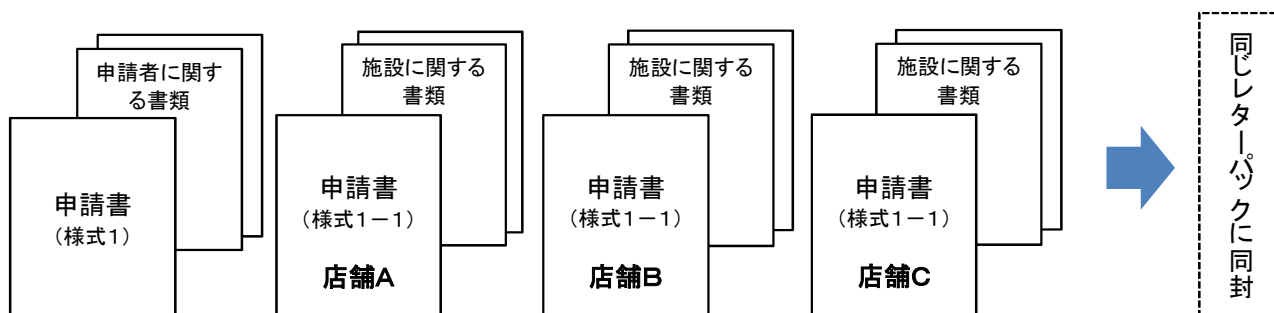 申請者に関す
る書類
申請書
（様式1）
施設に関する
書類
申請書
（様式1－1）
店舗A
施設に関する
書類
申請書
（様式1－1）
店舗B
施設に関する
書類
申請書
（様式1－1）
店舗C
同じレターパックに同封